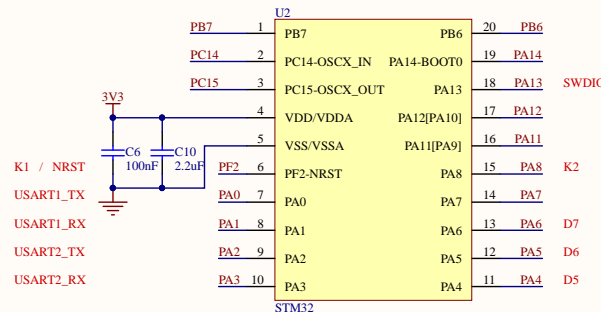 U2
PB7 1 PB7 PB6 20 PB6
PC14 2 PC14-OSCX_IN PA14-BOOT0 19 PA14
PC15 3 PC15-OSCX_OUT PA13 18 PA13 SWDIO
3V3
4 VDD/VDDA PA12[PA10] 17 PA12
5 VSS/VSSA PA11[PA9] 16 PA11
C6 100nF
C10 2.2uF
K1 / NRST PF2 6 PF2-NRST PA8 15 PA8 K2
USART1_TX PA0 7 PA0 PA7 14 PA7
USART1_RX PA1 8 PA1 PA6 13 PA6 D7
USART2_TX PA2 9 PA2 PA5 12 PA5 D6
USART2_RX PA3 10 PA3 PA4 11 PA4 D5
STM32